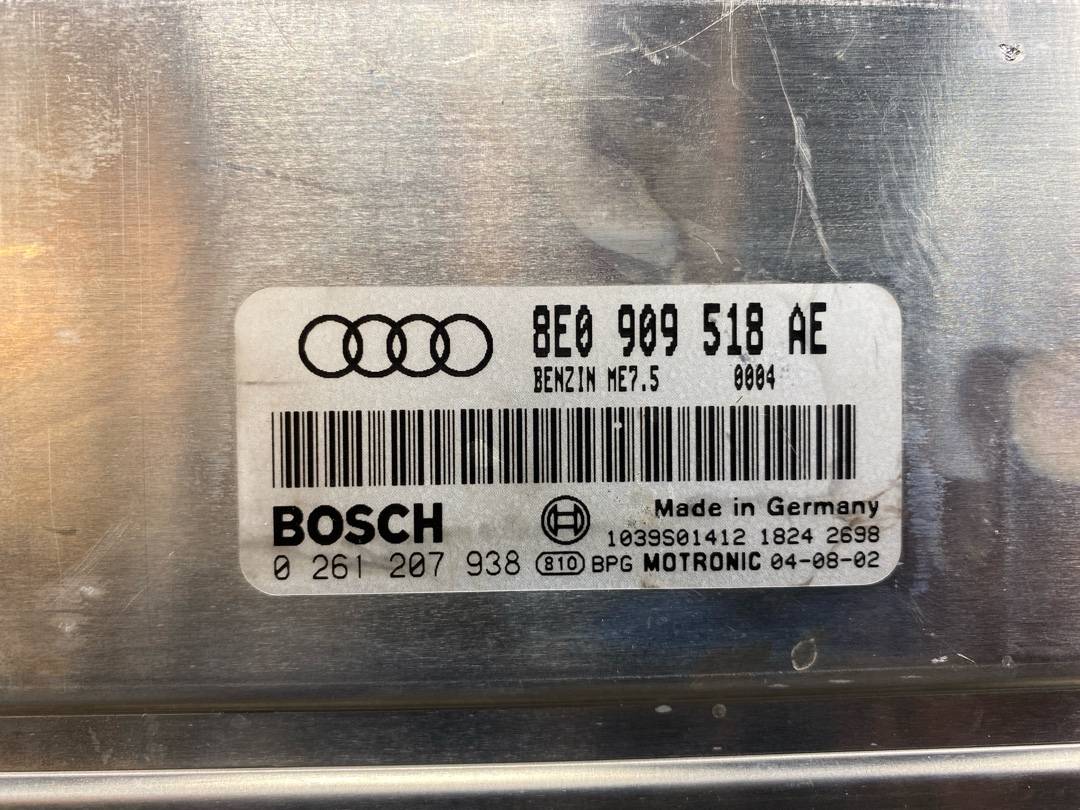 8E0 909 518 AE
BENZIN ME7.5 0004
BOSCH
Made in Germany
1039S01412 1824 2698
0 261 207 938 810 BPG MOTRONIC 04-08-02